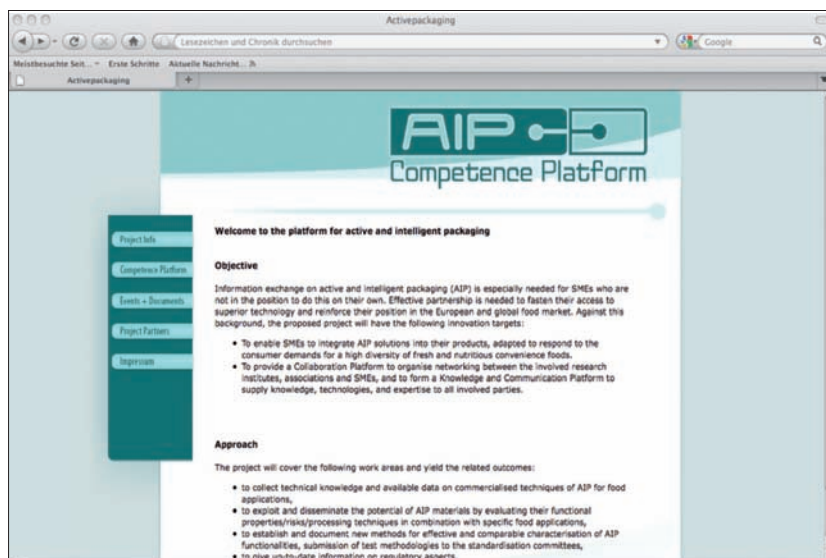 Activepackaging
Lesezeichen und Chronik durchsuchen
Google
Meistbesuchte Seit... Erste Schritte Aktuelle Nachricht...
Activepackaging
AIP
Competence Platform
Project Info
Competence Platform
Events + Documents
Project Partners
Impressum
Welcome to the platform for active and intelligent packaging
Objective
Information exchange on active and intelligent packaging (AIP) is especially needed for SMEs who are
not in the position to do this on their own. Effective partnership is needed to fasten their access to
superior technology and reinforce their position in the European and global food market. Against this
background, the proposed project will have the following innovation targets:
• To enable SMEs to integrate AIP solutions into their products, adapted to respond to the
consumer demands for a high diversity of fresh and nutritious convenience foods.
• To provide a Collaboration Platform to organise networking between the involved research
institutes, associations and SMEs, and to form a Knowledge and Communication Platform to
supply knowledge, technologies, and expertise to all involved parties.
Approach
The project will cover the following work areas and yield the related outcomes:
• to collect technical knowledge and available data on commercialised techniques of AIP for food
applications,
• to exploit and disseminate the potential of AIP materials by evaluating their functional
properties/risks/processing techniques in combination with specific food applications,
• to establish and document new methods for effective and comparable characterisation of AIP
functionalities, submission of test methodologies to the standardisation committees,
• to give up-to-date information on regulatory aspects